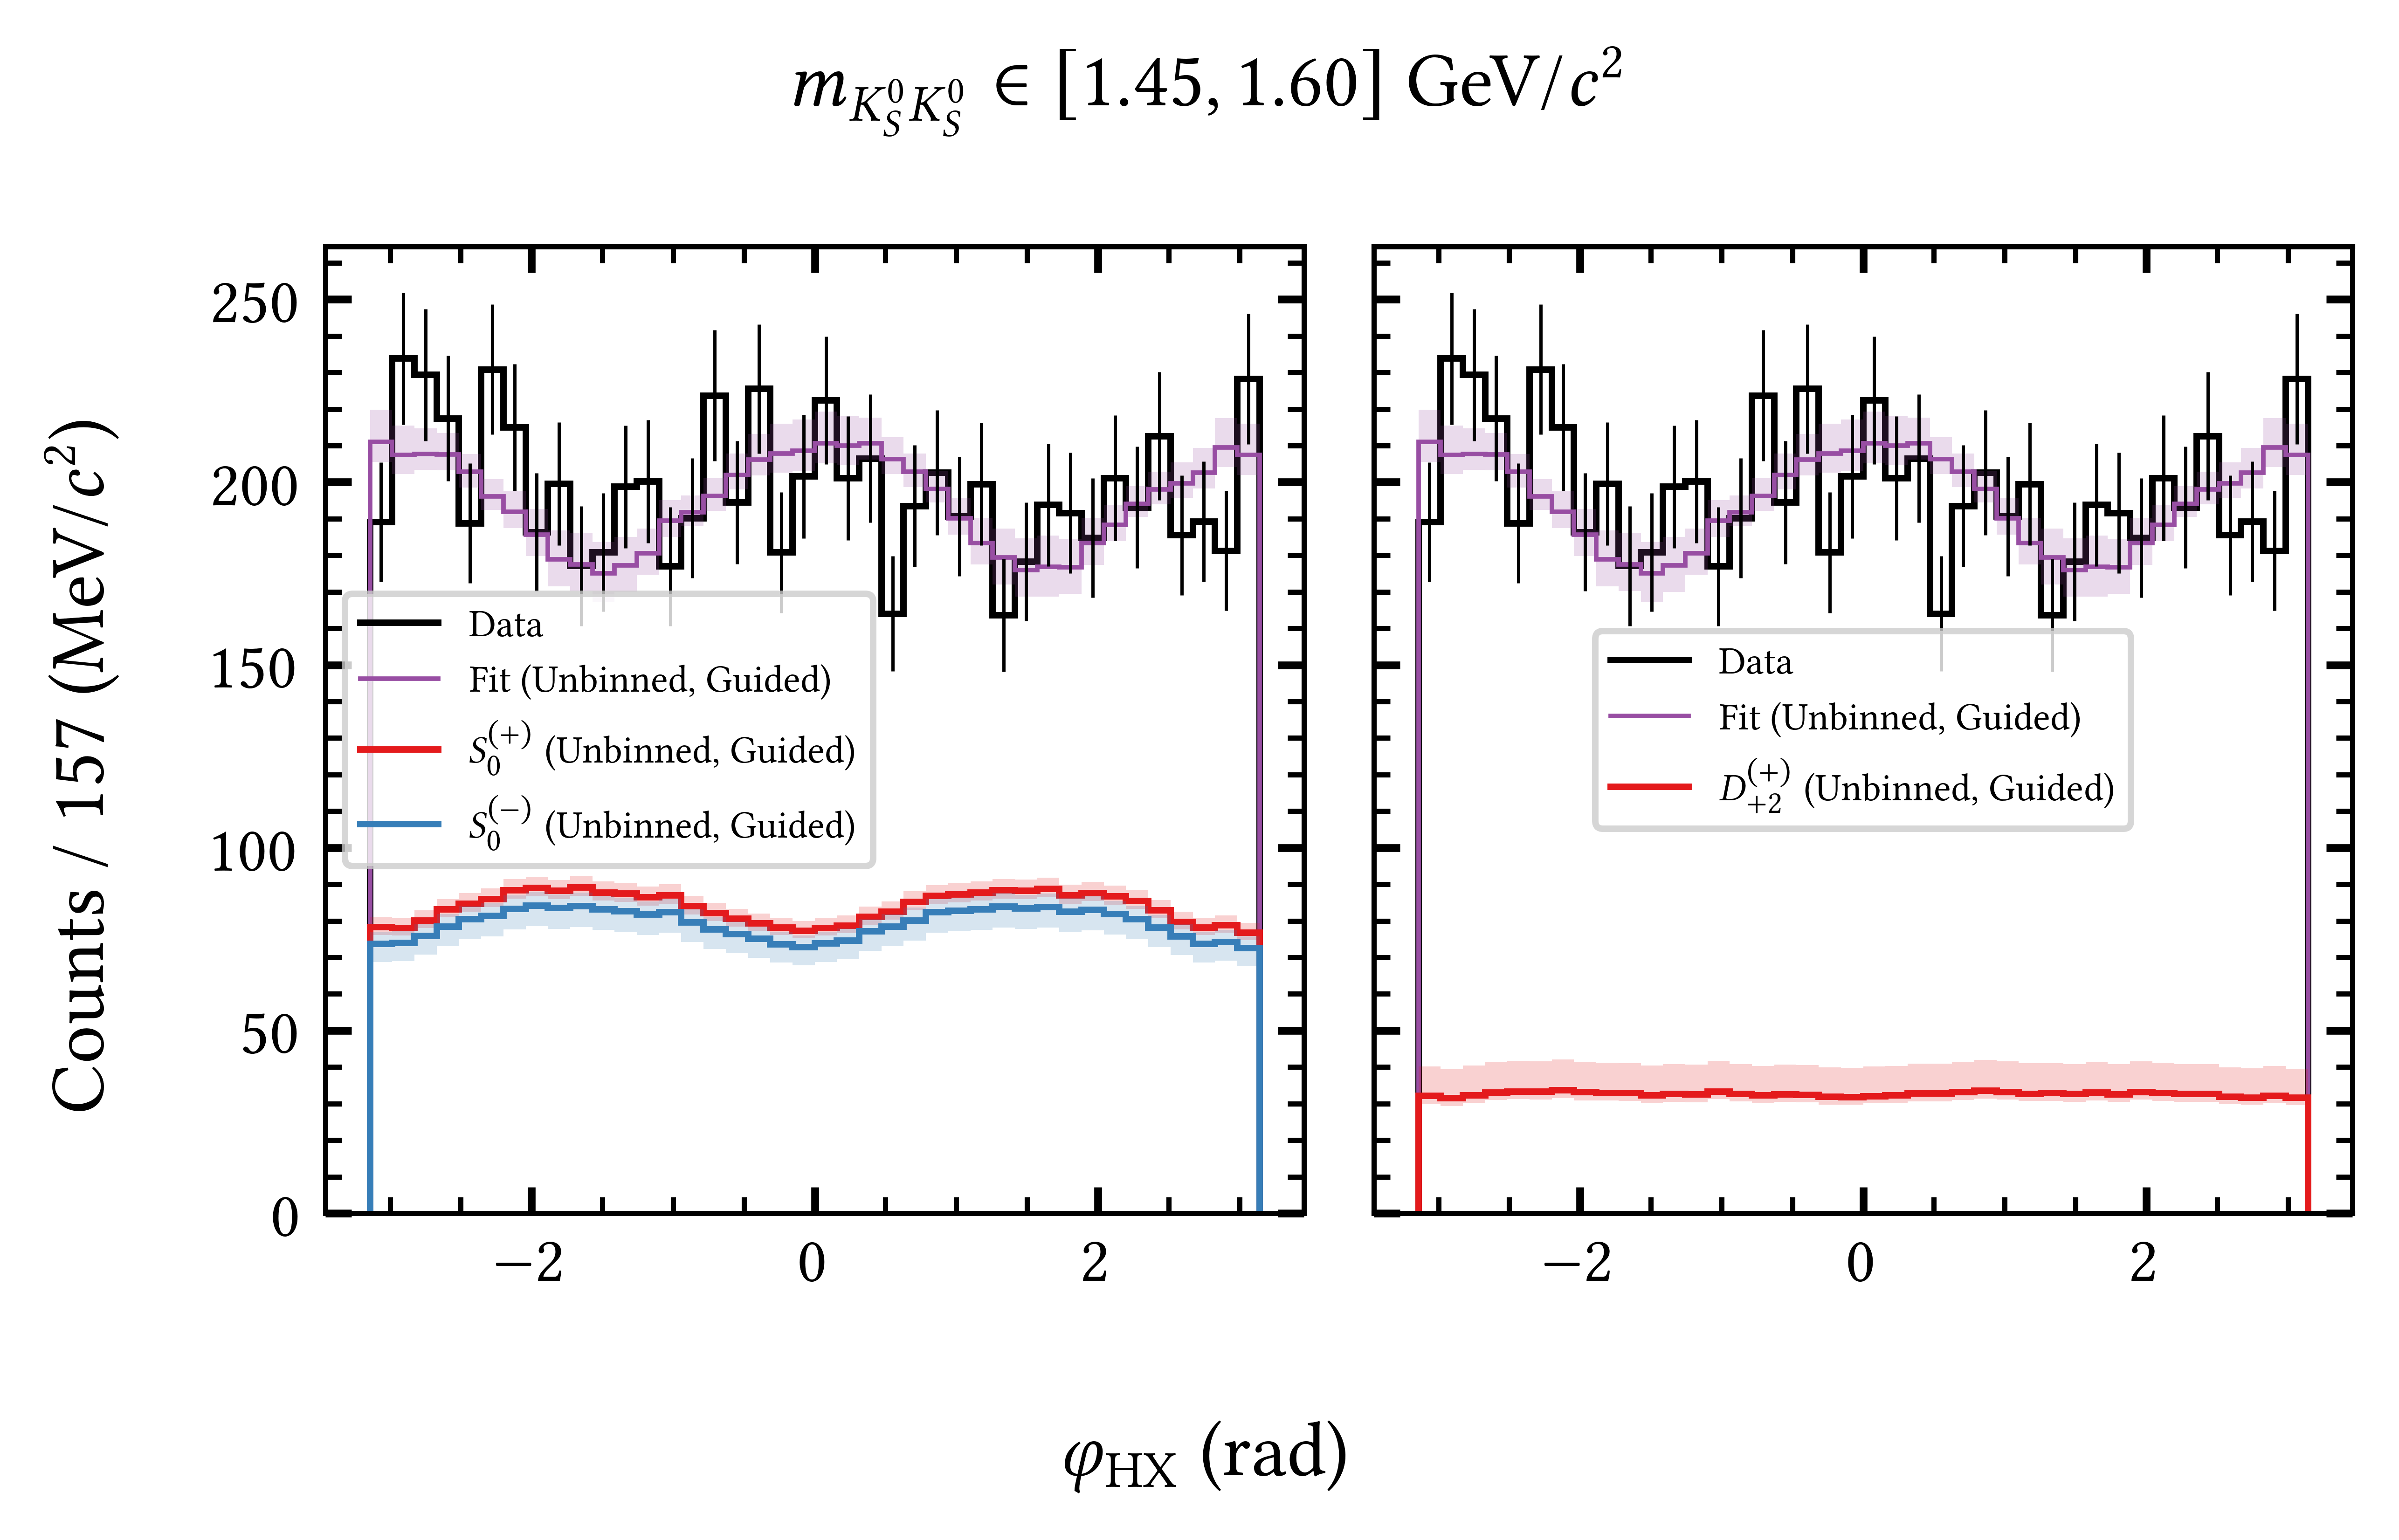 m_{K_S^0 K_S^0} ∈ [1.45, 1.60] GeV/c²
Counts / 157 (MeV/c²)
250
200
150
100
50
0
Data
Fit (Unbinned, Guided)
S_0^{(+)} (Unbinned, Guided)
S_0^{(−)} (Unbinned, Guided)
−2
0
2
Data
Fit (Unbinned, Guided)
D_{+2}^{(+)} (Unbinned, Guided)
−2
0
2
φ_{HX} (rad)